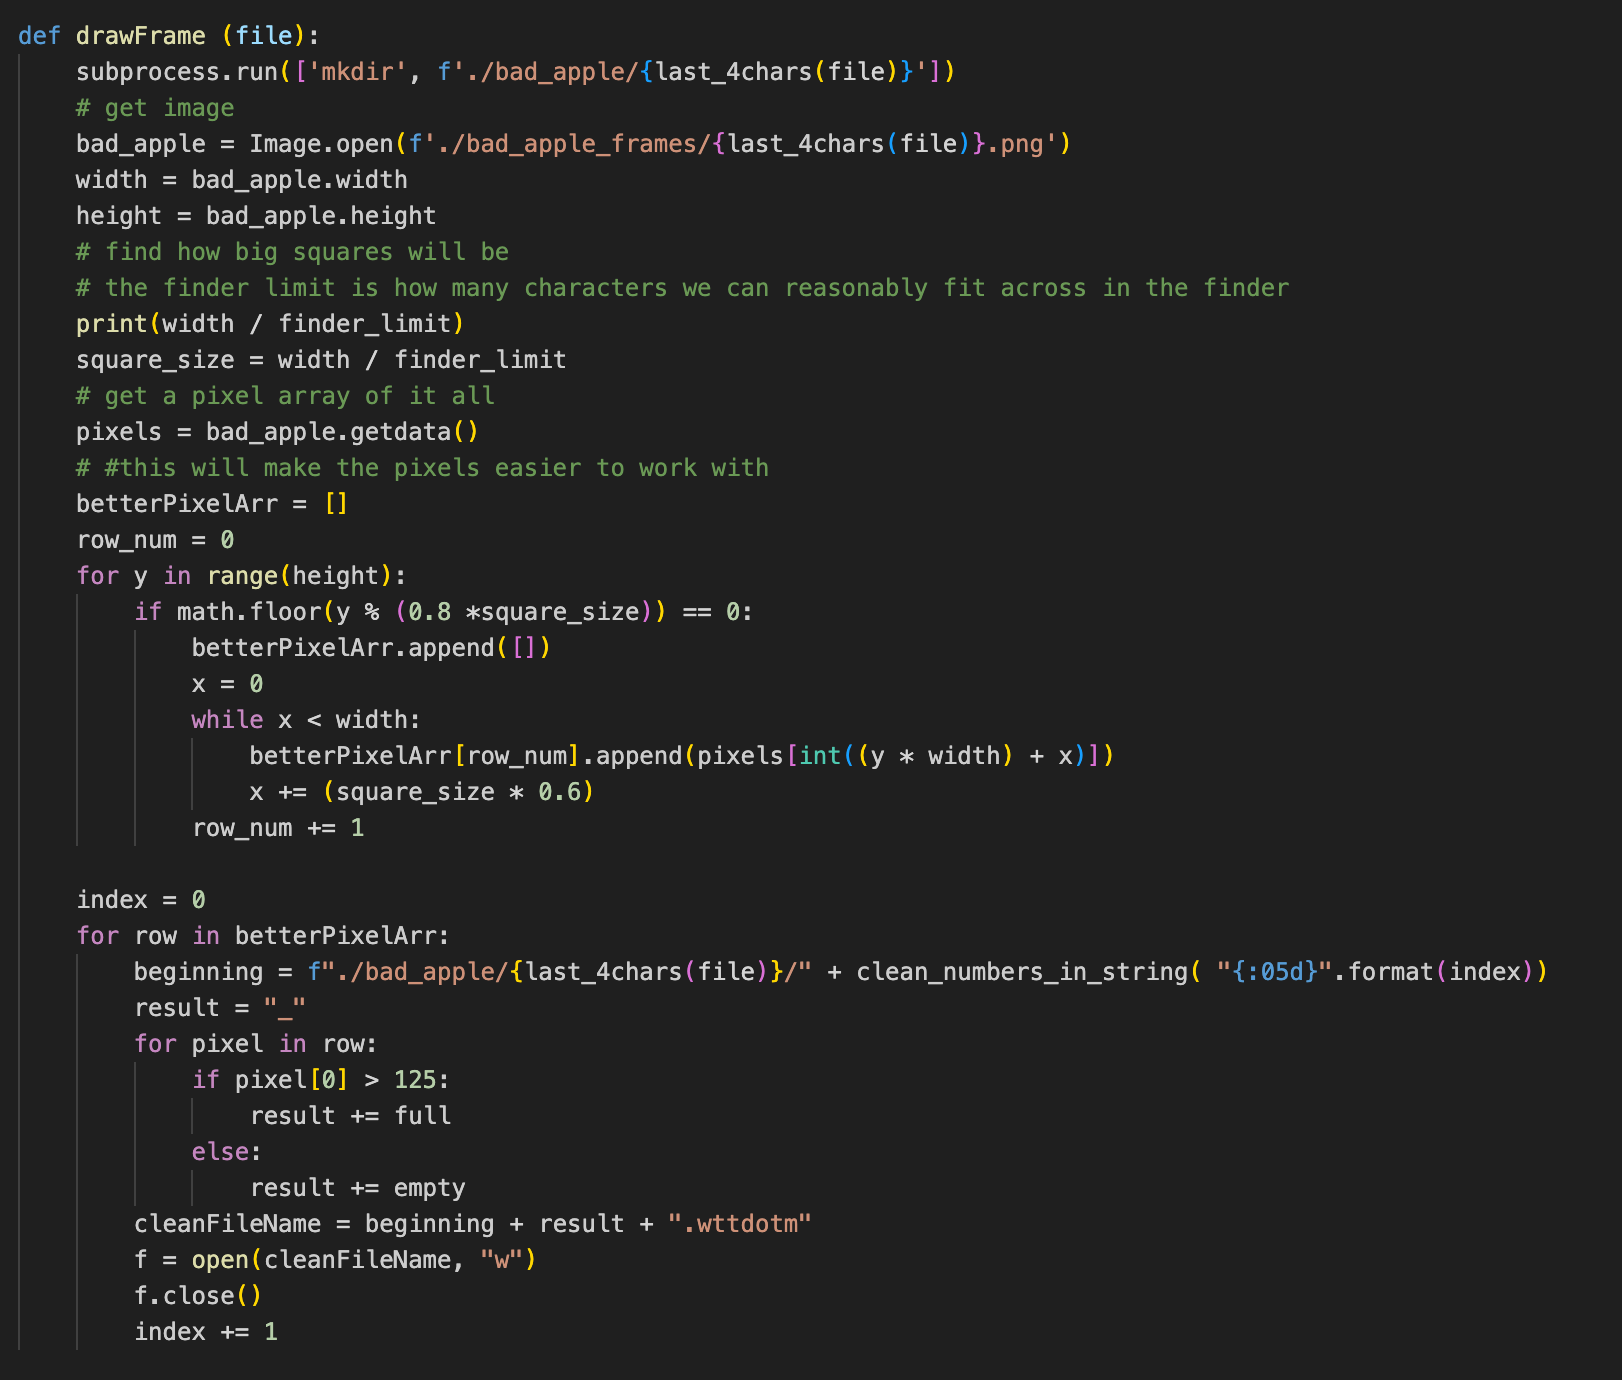 def drawFrame (file):
    subprocess.run(['mkdir', f'./bad_apple/{last_4chars(file)}'])
    # get image
    bad_apple = Image.open(f'./bad_apple_frames/{last_4chars(file)}.png')
    width = bad_apple.width
    height = bad_apple.height
    # find how big squares will be
    # the finder limit is how many characters we can reasonably fit across in the finder
    print(width / finder_limit)
    square_size = width / finder_limit
    # get a pixel array of it all
    pixels = bad_apple.getdata()
    # #this will make the pixels easier to work with
    betterPixelArr = []
    row_num = 0
    for y in range(height):
        if math.floor(y % (0.8 *square_size)) == 0:
            betterPixelArr.append([])
            x = 0
            while x < width:
                betterPixelArr[row_num].append(pixels[int((y * width) + x)])
                x += (square_size * 0.6)
            row_num += 1

    index = 0
    for row in betterPixelArr:
        beginning = f"./bad_apple/{last_4chars(file)}/" + clean_numbers_in_string( "{:05d}".format(index))
        result = "_"
        for pixel in row:
            if pixel[0] > 125:
                result += full
            else:
                result += empty
        cleanFileName = beginning + result + ".wttdotm"
        f = open(cleanFileName, "w")
        f.close()
        index += 1